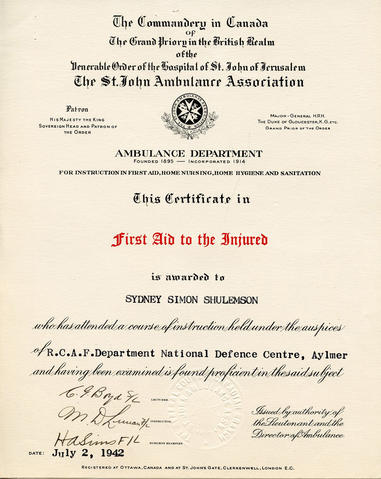 The Commandery in Canada
of
The Grand Priory in the British Realm
of the
Venerable Order of the Hospital of St. John of Jerusalem
The St. John Ambulance Association
Patron
HIS MAJESTY THE KING
SOVEREIGN HEAD AND PATRON OF
THE ORDER
MAJOR-GENERAL H.R.H.
THE DUKE OF GLOUCESTER, K.G. ETC.
GRAND PRIOR OF THE ORDER
AMBULANCE DEPARTMENT
FOUNDED 1895 — INCORPORATED 1914
FOR INSTRUCTION IN FIRST AID, HOME NURSING, HOME HYGIENE AND SANITATION
This Certificate in
First Aid to the Injured
is awarded to
SYDNEY SIMON SHULEMSON
who has attended a course of instruction held under the auspices
of R.C.A.F. Department National Defence Centre, Aylmer
and having been examined is found proficient in the said subject
C G Boyd F/L
LECTURER
M D
H A Sims F/L
Issued by authority of
the Lieutenant and the
Director of Ambulance
DATE: July 2, 1942
REGISTERED AT OTTAWA, CANADA AND AT ST. JOHN'S GATE, CLERKENWELL, LONDON E.C.